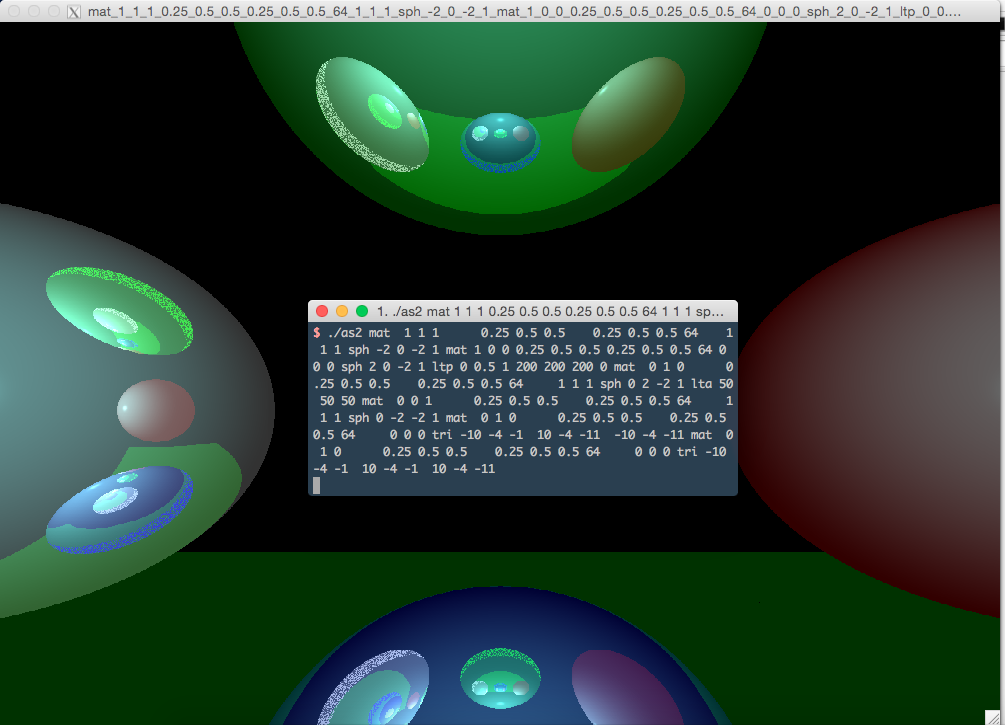 mat_1_1_1_0.25_0.5_0.5_0.25_0.5_0.5_64_1_1_1_sph_-2_0_-2_1_mat_1_0_0_0.25_0.5_0.5_0.25_0.5_0.5_64_0_0_0_sph_2_0_-2_1_ltp_0_0....
1. ./as2 mat 1 1 1 0.25 0.5 0.5 0.25 0.5 0.5 64 1 1 1 sp...
$ ./as2 mat  1 1 1      0.25 0.5 0.5    0.25 0.5 0.5 64    1
 1 1 sph -2 0 -2 1 mat 1 0 0 0.25 0.5 0.5 0.25 0.5 0.5 64 0
0 0 sph 2 0 -2 1 ltp 0 0.5 1 200 200 200 0 mat  0 1 0      0
.25 0.5 0.5    0.25 0.5 0.5 64     1 1 1 sph 0 2 -2 1 lta 50
 50 50 mat  0 0 1      0.25 0.5 0.5    0.25 0.5 0.5 64     1
 1 1 sph 0 -2 -2 1 mat  0 1 0      0.25 0.5 0.5    0.25 0.5
0.5 64     0 0 0 tri -10 -4 -1  10 -4 -11  -10 -4 -11 mat  0
 1 0      0.25 0.5 0.5    0.25 0.5 0.5 64     0 0 0 tri -10
-4 -1  10 -4 -1  10 -4 -11